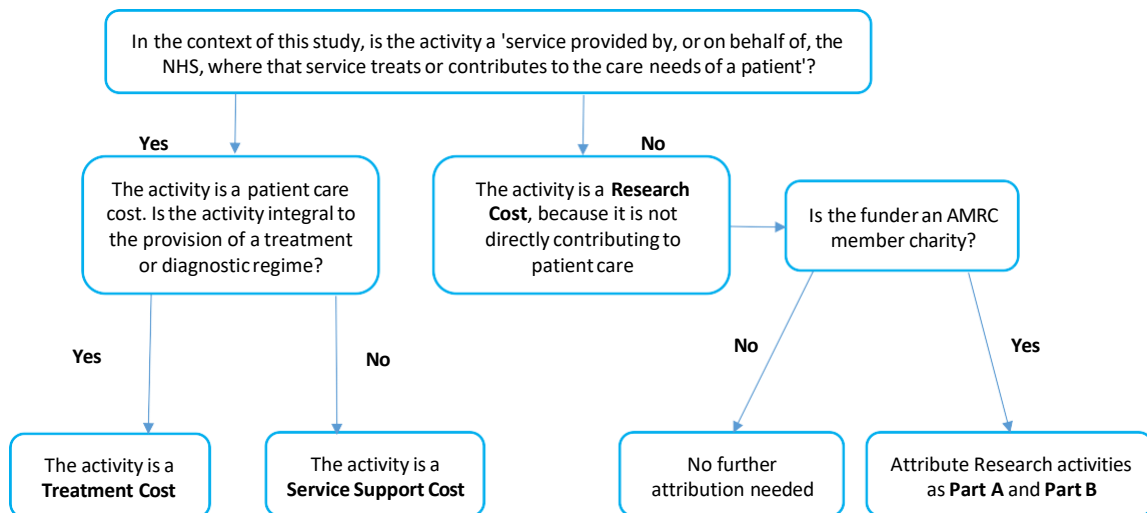 In the context of this study, is the activity a 'service provided by, or on behalf of, the
NHS, where that service treats or contributes to the care needs of a patient'?
Yes
No
The activity is a patient care
cost. Is the activity integral to
the provision of a treatment
or diagnostic regime?
The activity is a Research
Cost, because it is not
directly contributing to
patient care
Is the funder an AMRC
member charity?
Yes
No
No
Yes
The activity is a
Treatment Cost
The activity is a
Service Support Cost
No further
attribution needed
Attribute Research activities
as Part A and Part B